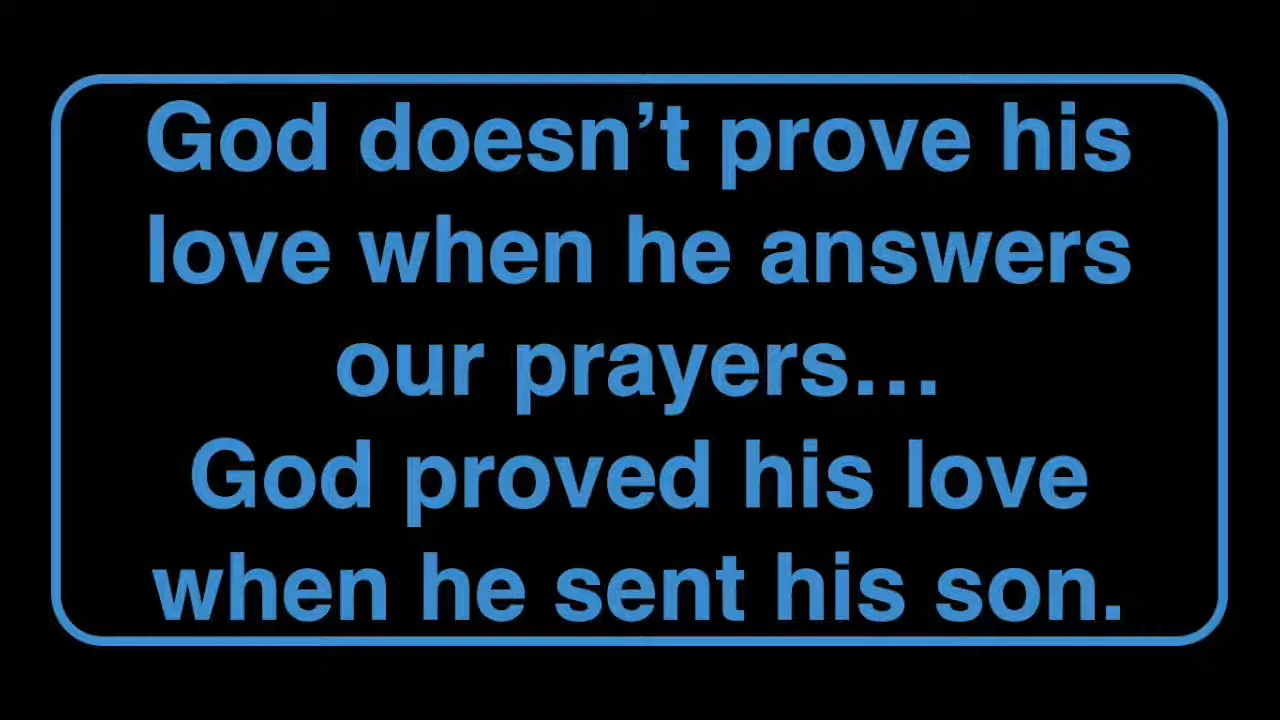 God doesn’t prove his
love when he answers
our prayers…
God proved his love
when he sent his son.